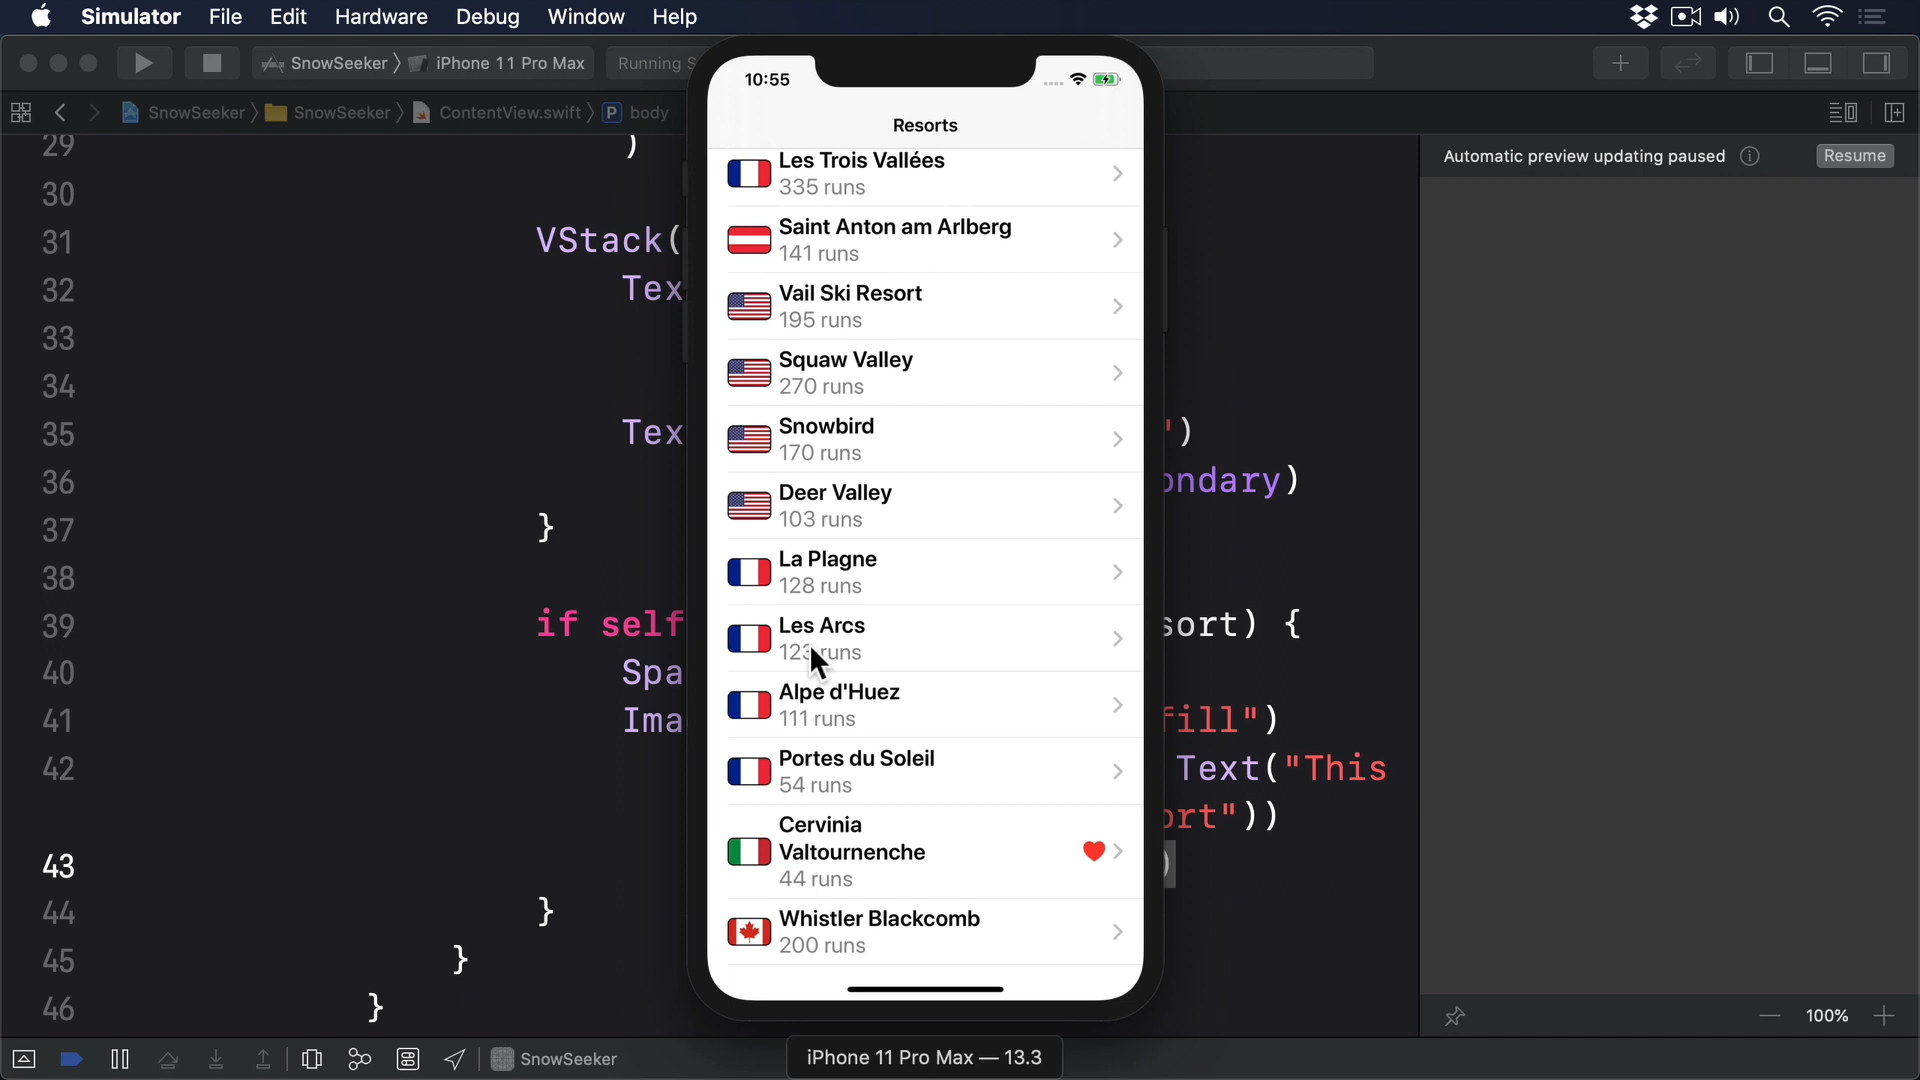 Simulator File Edit Hardware Debug Window Help
SnowSeeker iPhone 11 Pro Max Running
SnowSeeker SnowSeeker ContentView.swift P body
Automatic preview updating paused Resume
29 )
30
31 VStack(
32 Tex
33
34
35 Tex ")
36 ondary)
37 }
38
39 if self sort) {
40 Spa
41 Ima fill")
42 Text("This
ort"))
43 )
44 }
45 }
46 }
10:55
Resorts
Les Trois Vallées
335 runs
Saint Anton am Arlberg
141 runs
Vail Ski Resort
195 runs
Squaw Valley
270 runs
Snowbird
170 runs
Deer Valley
103 runs
La Plagne
128 runs
Les Arcs
123 runs
Alpe d'Huez
111 runs
Portes du Soleil
54 runs
Cervinia
Valtournenche
44 runs
Whistler Blackcomb
200 runs
100%
SnowSeeker
iPhone 11 Pro Max — 13.3